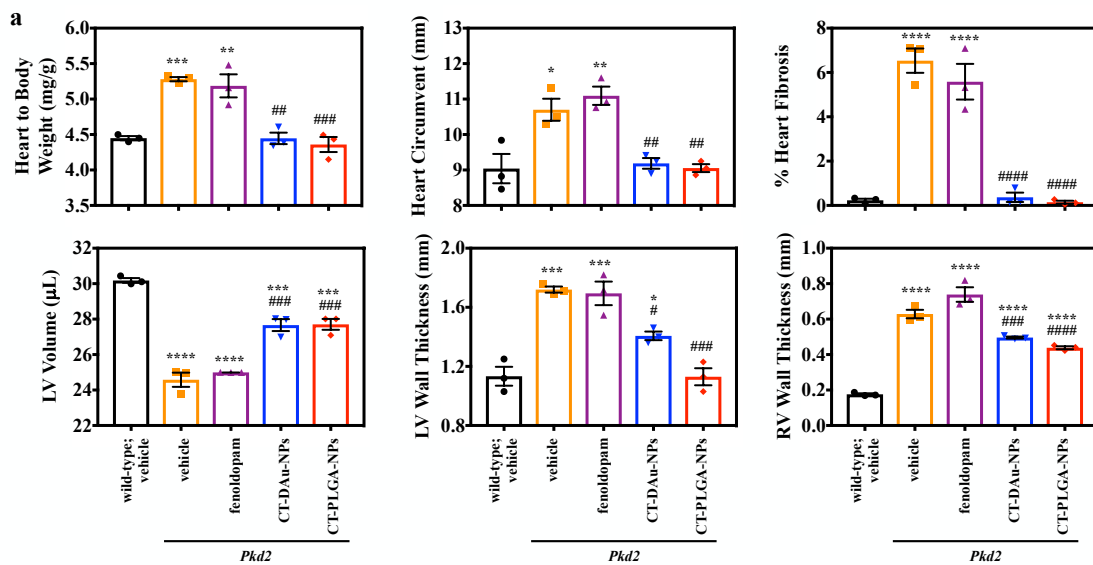 a
Heart to Body
Weight (mg/g)
5.5
5.0
4.5
4.0
3.5
***
**
##
###
Heart Circumvent (mm)
13
12
11
10
9
8
*
**
##
##
% Heart Fibrosis
8
6
4
2
0
****
****
####
####
LV Volume (μL)
32
30
28
26
24
22
****
****
***
###
***
###
wild-type;
vehicle
vehicle
fenoldopam
CT-DAu-NPs
CT-PLGA-NPs
Pkd2
LV Wall Thickness (mm)
2.0
1.6
1.2
0.8
***
***
*
#
###
wild-type;
vehicle
vehicle
fenoldopam
CT-DAu-NPs
CT-PLGA-NPs
Pkd2
RV Wall Thickness (mm)
1.0
0.8
0.6
0.4
0.2
0.0
****
****
****
###
****
####
wild-type;
vehicle
vehicle
fenoldopam
CT-DAu-NPs
CT-PLGA-NPs
Pkd2